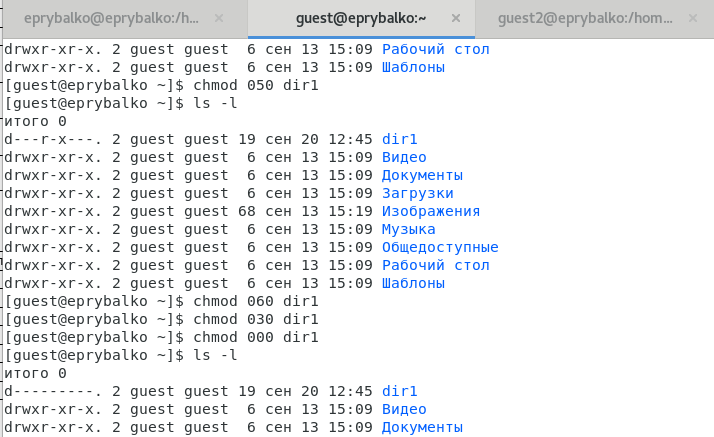 eprybalko@eprybalko:/h... × guest@eprybalko:~ × guest2@eprybalko:/hom... ×
drwxr-xr-x. 2 guest guest  6 сен 13 15:09 Рабочий стол
drwxr-xr-x. 2 guest guest  6 сен 13 15:09 Шаблоны
[guest@eprybalko ~]$ chmod 050 dir1
[guest@eprybalko ~]$ ls -l
итого 0
d---r-x---. 2 guest guest 19 сен 20 12:45 dir1
drwxr-xr-x. 2 guest guest  6 сен 13 15:09 Видео
drwxr-xr-x. 2 guest guest  6 сен 13 15:09 Документы
drwxr-xr-x. 2 guest guest  6 сен 13 15:09 Загрузки
drwxr-xr-x. 2 guest guest 68 сен 13 15:19 Изображения
drwxr-xr-x. 2 guest guest  6 сен 13 15:09 Музыка
drwxr-xr-x. 2 guest guest  6 сен 13 15:09 Общедоступные
drwxr-xr-x. 2 guest guest  6 сен 13 15:09 Рабочий стол
drwxr-xr-x. 2 guest guest  6 сен 13 15:09 Шаблоны
[guest@eprybalko ~]$ chmod 060 dir1
[guest@eprybalko ~]$ chmod 030 dir1
[guest@eprybalko ~]$ chmod 000 dir1
[guest@eprybalko ~]$ ls -l
итого 0
d---------. 2 guest guest 19 сен 20 12:45 dir1
drwxr-xr-x. 2 guest guest  6 сен 13 15:09 Видео
drwxr-xr-x. 2 guest guest  6 сен 13 15:09 Документы